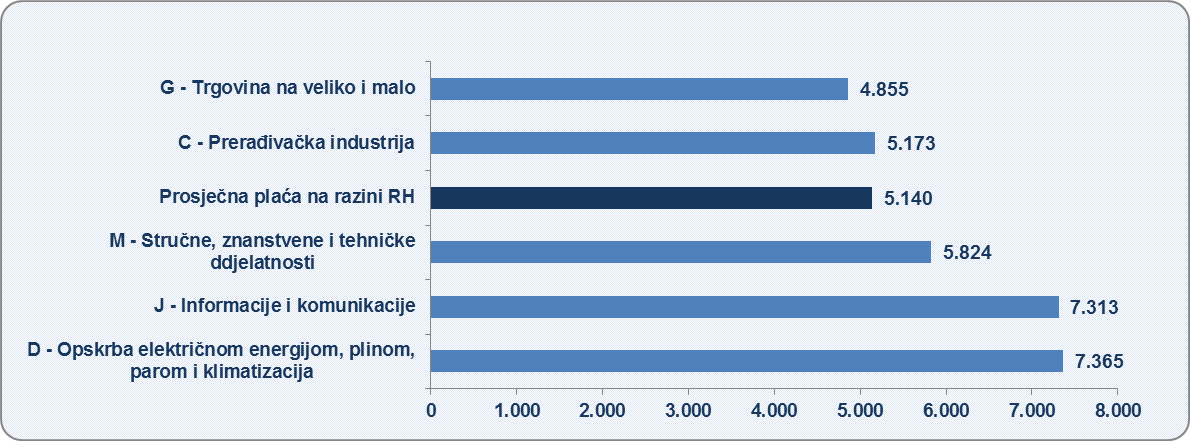 G - Trgovina na veliko i malo
4.855
C - Prerađivačka industrija
5.173
Prosječna plaća na razini RH
5.140
M - Stručne, znanstvene i tehničke
ddjelatnosti
5.824
J - Informacije i komunikacije
7.313
D - Opskrba električnom energijom, plinom,
parom i klimatizacija
7.365
0 1.000 2.000 3.000 4.000 5.000 6.000 7.000 8.000